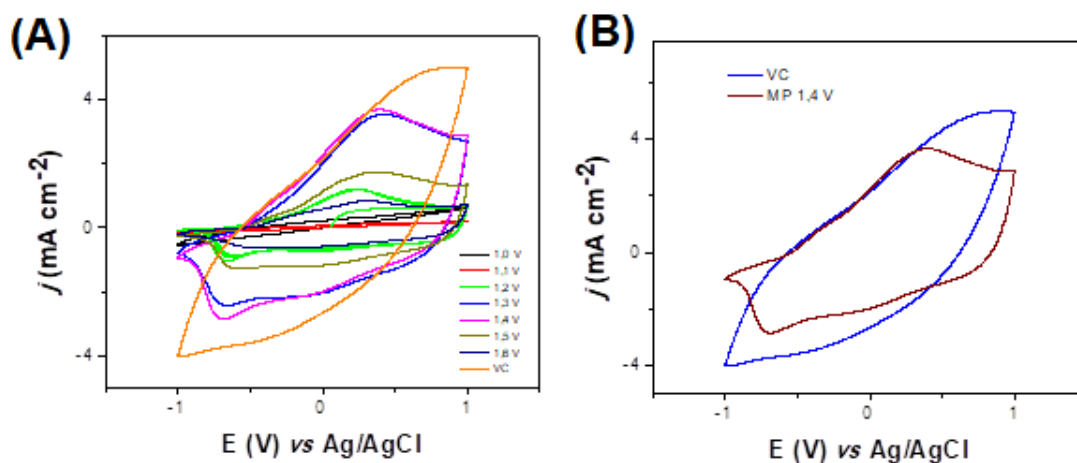 (A)
4
0
-4
j (mA cm-2)
-1
0
1
E (V) vs Ag/AgCl
1,0 V
1,1 V
1,2 V
1,3 V
1,4 V
1,5 V
1,6 V
VC
(B)
VC
MP 1,4 V
4
0
-4
j (mA cm-2)
-1
0
1
E (V) vs Ag/AgCl